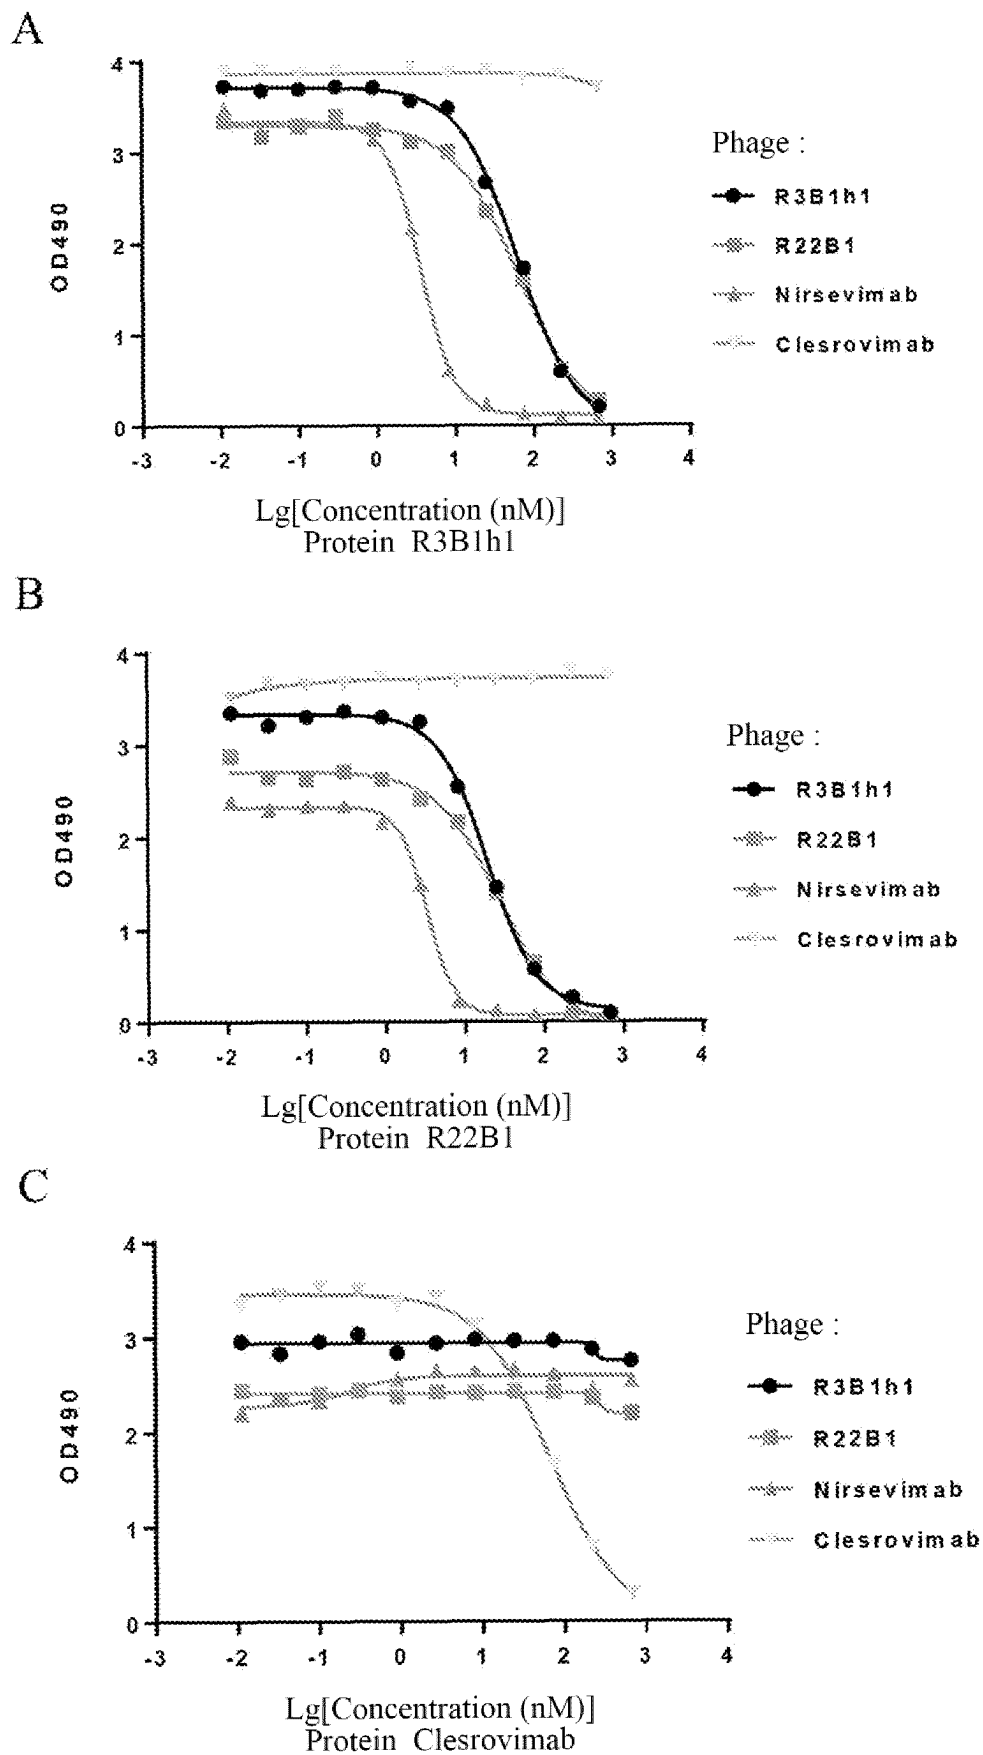 A
4
3
2
1
0
OD490
-3 -2 -1 0 1 2 3 4
Lg[Concentration (nM)]
Protein R3B1h1
Phage :
R3B1h1
R22B1
Nirsevimab
Clesrovimab
B
4
3
2
1
0
OD490
-3 -2 -1 0 1 2 3 4
Lg[Concentration (nM)]
Protein R22B1
Phage :
R3B1h1
R22B1
Nirsevimab
Clesrovimab
C
4
3
2
1
0
OD490
-3 -2 -1 0 1 2 3 4
Lg[Concentration (nM)]
Protein Clesrovimab
Phage :
R3B1h1
R22B1
Nirsevimab
Clesrovimab